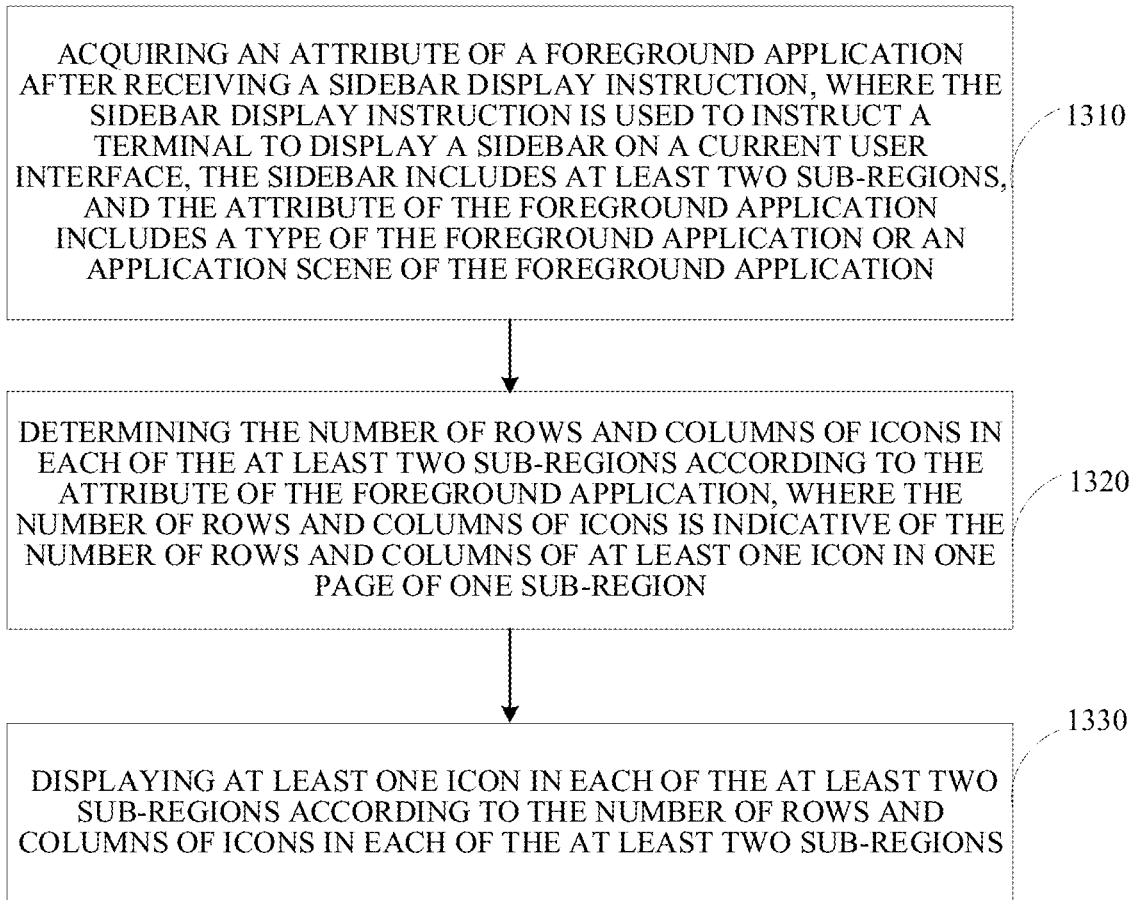 ACQUIRING AN ATTRIBUTE OF A FOREGROUND APPLICATION
AFTER RECEIVING A SIDEBAR DISPLAY INSTRUCTION, WHERE THE
SIDEBAR DISPLAY INSTRUCTION IS USED TO INSTRUCT A
TERMINAL TO DISPLAY A SIDEBAR ON A CURRENT USER
INTERFACE, THE SIDEBAR INCLUDES AT LEAST TWO SUB-REGIONS,
AND THE ATTRIBUTE OF THE FOREGROUND APPLICATION
INCLUDES A TYPE OF THE FOREGROUND APPLICATION OR AN
APPLICATION SCENE OF THE FOREGROUND APPLICATION
1310
DETERMINING THE NUMBER OF ROWS AND COLUMNS OF ICONS IN
EACH OF THE AT LEAST TWO SUB-REGIONS ACCORDING TO THE
ATTRIBUTE OF THE FOREGROUND APPLICATION, WHERE THE
NUMBER OF ROWS AND COLUMNS OF ICONS IS INDICATIVE OF THE
NUMBER OF ROWS AND COLUMNS OF AT LEAST ONE ICON IN ONE
PAGE OF ONE SUB-REGION
1320
DISPLAYING AT LEAST ONE ICON IN EACH OF THE AT LEAST TWO
SUB-REGIONS ACCORDING TO THE NUMBER OF ROWS AND
COLUMNS OF ICONS IN EACH OF THE AT LEAST TWO SUB-REGIONS
1330